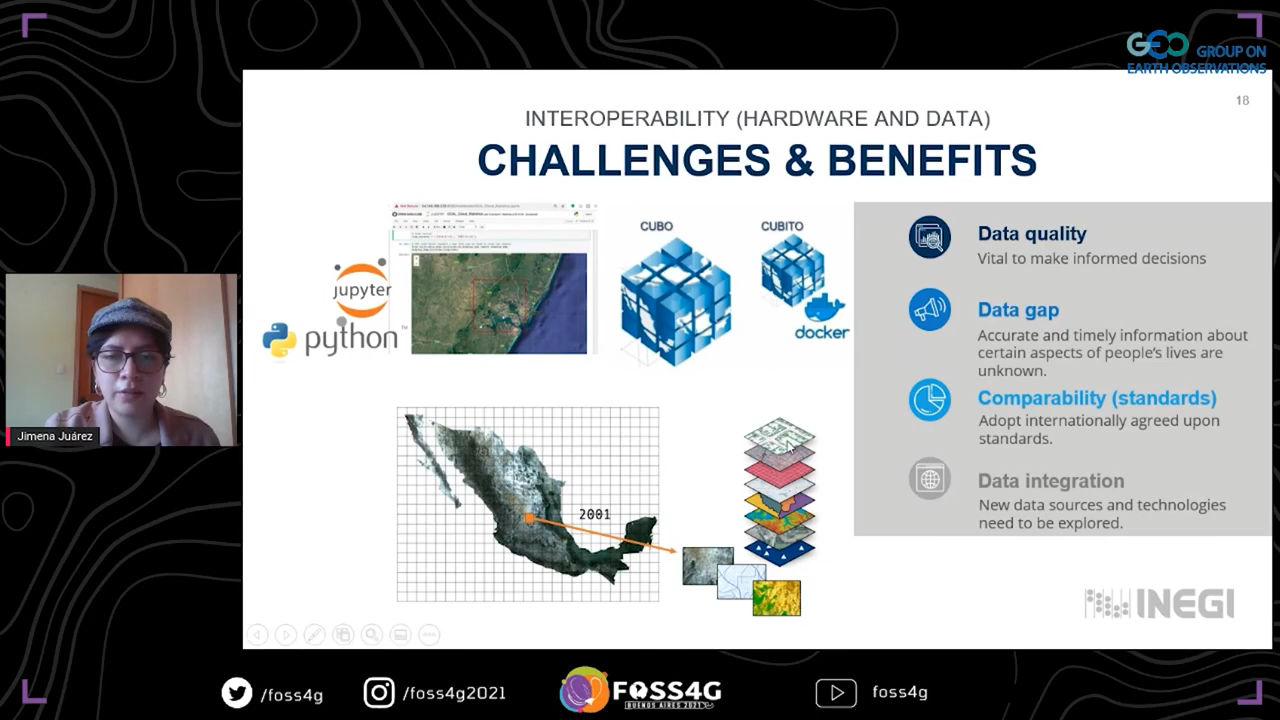 GEO GROUP ON
EARTH OBSERVATIONS
18
INTEROPERABILITY (HARDWARE AND DATA)
CHALLENGES & BENEFITS
jupyter
python
CUBO
CUBITO
docker
Data quality
Vital to make informed decisions
Data gap
Accurate and timely information about
certain aspects of people's lives are
unknown.
Comparability (standards)
Adopt internationally agreed upon
standards.
Data integration
New data sources and technologies
need to be explored.
2001
INEGI
Jimena Juárez
/foss4g
/foss4g2021
FOSS4G
BUENOS AIRES 2021
foss4g